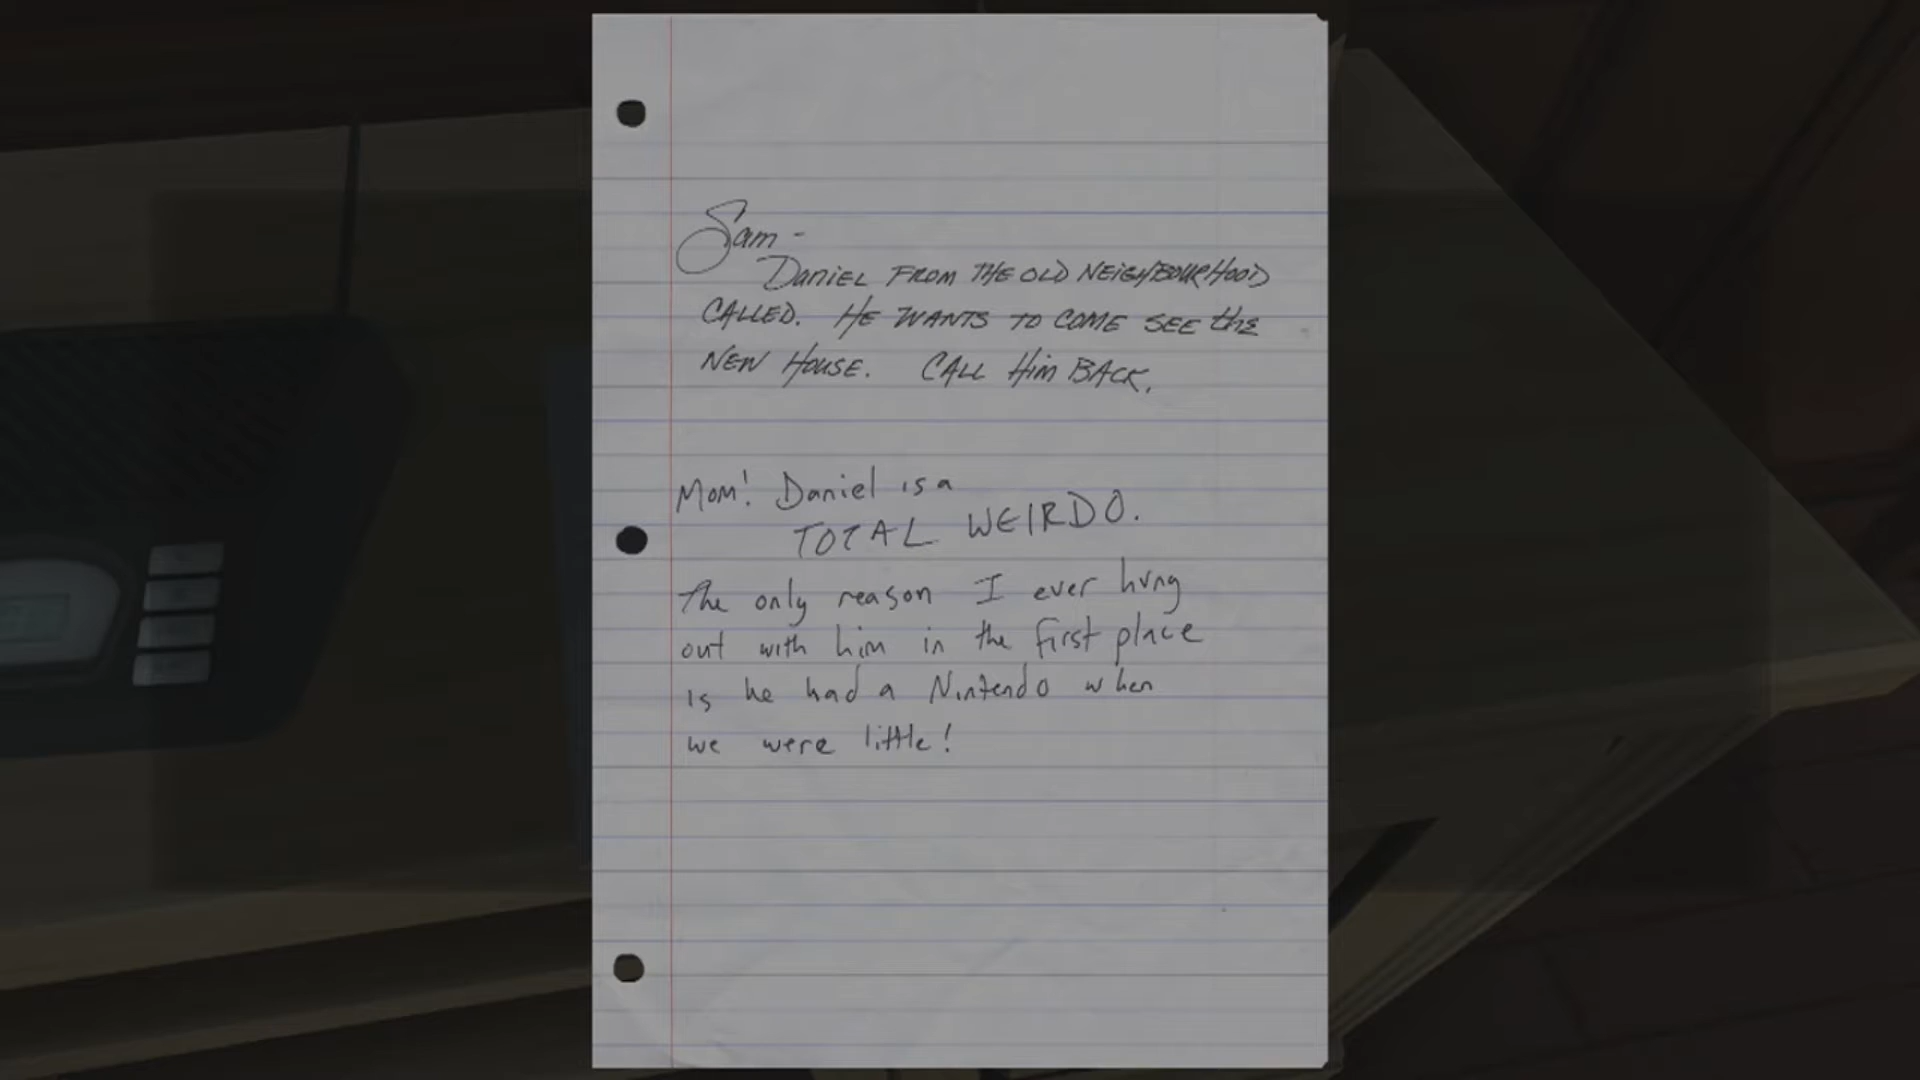 Sam -
DANIEL FROM THE OLD NEIGHBOURHOOD
CALLED. HE WANTS TO COME SEE the
NEW HOUSE. CALL Him BACK.
Mom! Daniel is a
TOTAL WEIRDO.
The only reason I ever hung
out with him in the first place
is he had a Nintendo when
we were little!